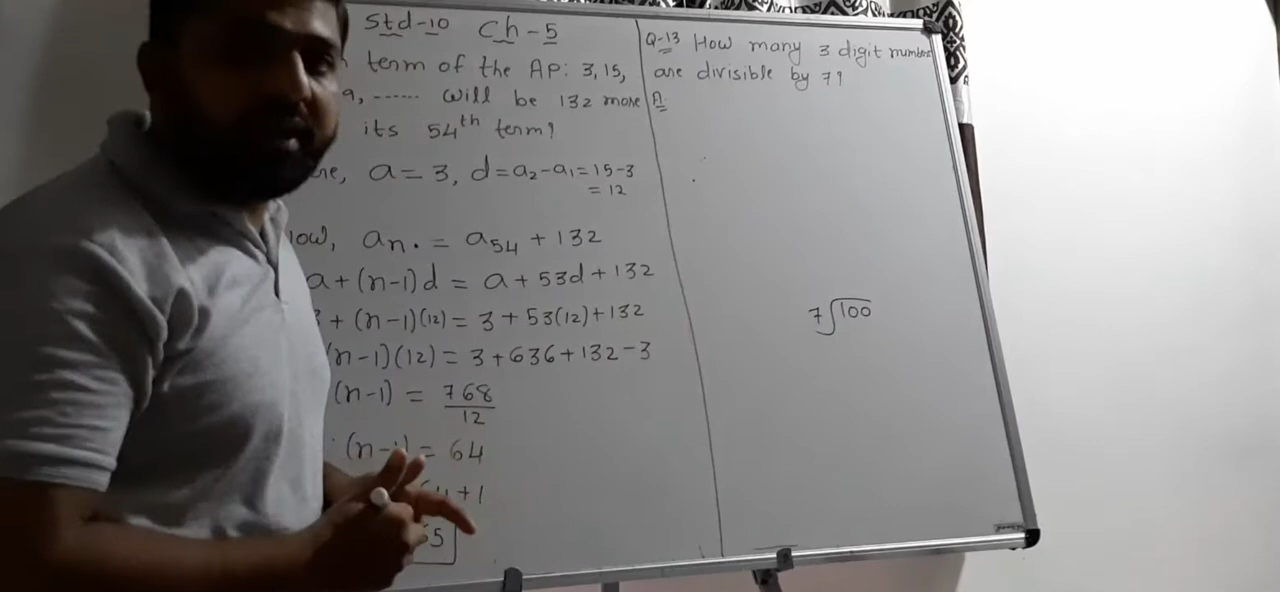 Std-10 Ch-5
term of the AP: 3, 15,
9, ...... will be 132 more
its 54th term?
a = 3, d = a₂-a₁ = 15-3
= 12
an. = a₅₄ + 132
a+(n-1)d = a + 53d + 132
+ (n-1)(12) = 3 + 53(12) + 132
(n-1)(12) = 3 + 636 + 132 - 3
(n-1) = 768
12
= 64
+1
5
Q-13 How many 3 digit numbers
are divisible by 7?
A
7√100